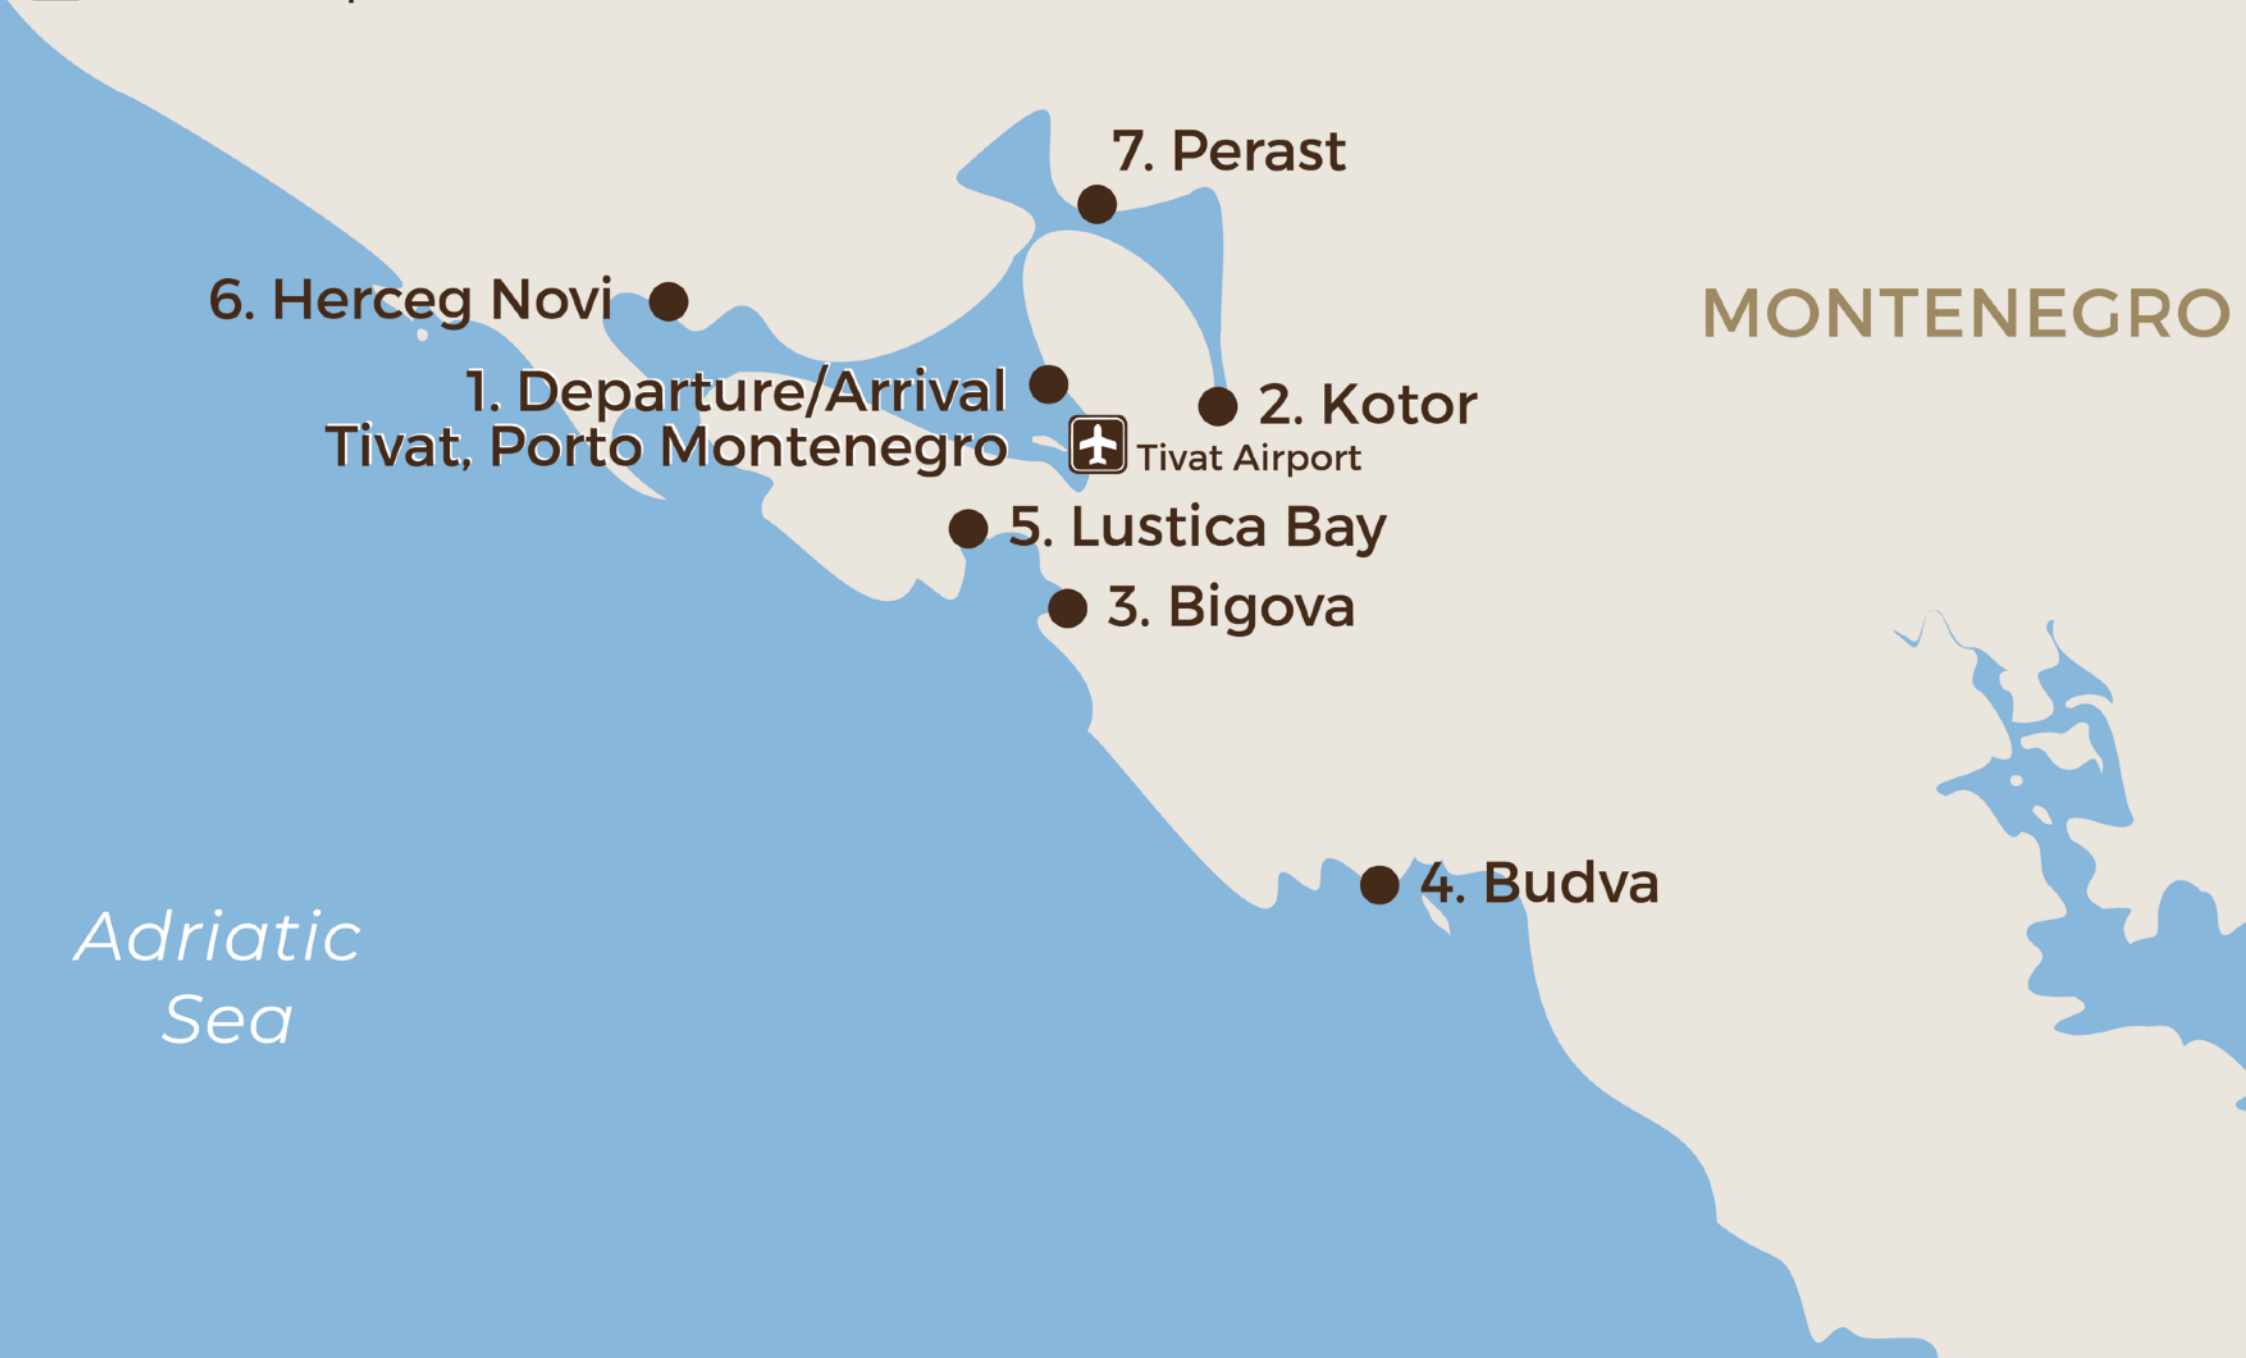 7. Perast
6. Herceg Novi
MONTENEGRO
1. Departure/Arrival
Tivat, Porto Montenegro
2. Kotor
Tivat Airport
5. Lustica Bay
3. Bigova
4. Budva
Adriatic
Sea